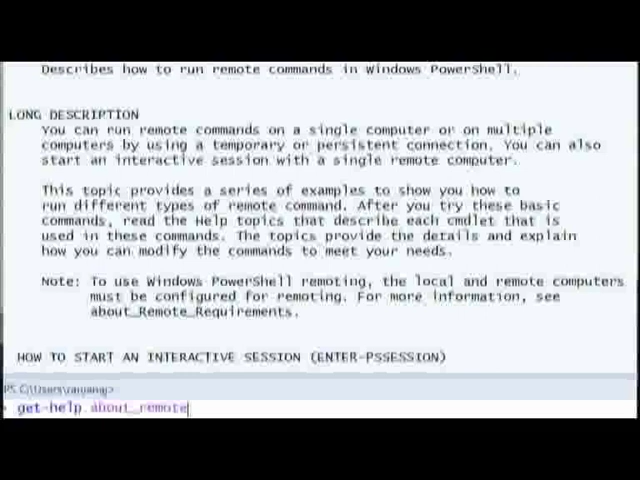 Describes how to run remote commands in Windows PowerShell.
LONG DESCRIPTION
You can run remote commands on a single computer or on multiple
computers by using a temporary or persistent connection. You can also
start an interactive session with a single remote computer.
This topic provides a series of examples to show you how to
run different types of remote command. After you try these basic
commands, read the Help topics that describe each cmdlet that is
used in these commands. The topics provide the details and explain
how you can modify the commands to meet your needs.
Note: To use Windows PowerShell remoting, the local and remote computers
must be configured for remoting. For more information, see
about_Remote_Requirements.
HOW TO START AN INTERACTIVE SESSION (ENTER-PSSESSION)
PS C:\Users\
get-help about_remote